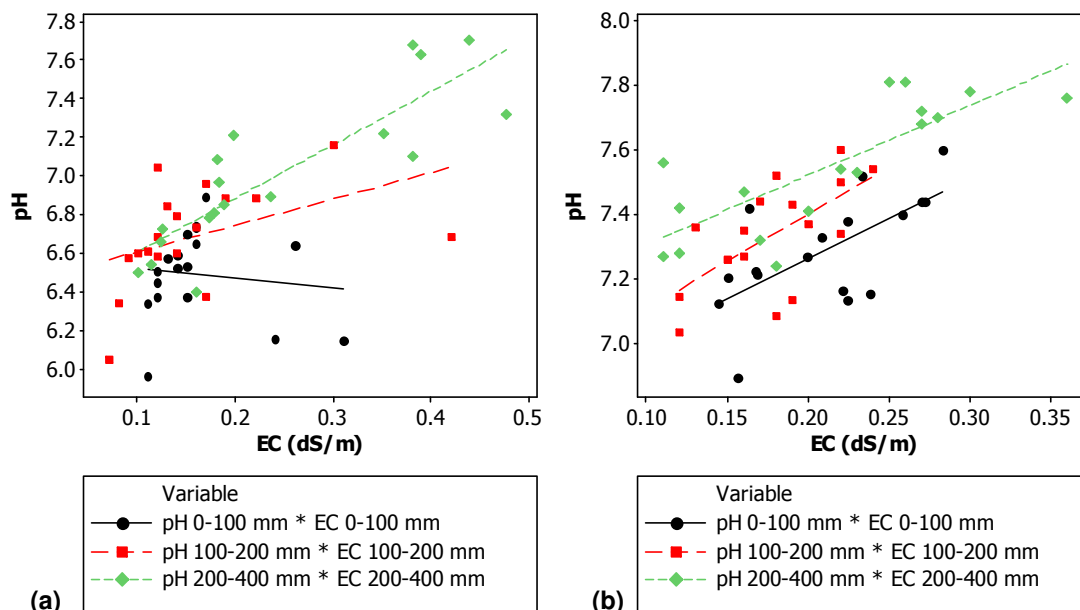 7.8
7.6
7.4
7.2
7.0
6.8
6.6
6.4
6.2
6.0
pH
0.1
0.2
0.3
0.4
0.5
EC (dS/m)
Variable
pH 0-100 mm * EC 0-100 mm
pH 100-200 mm * EC 100-200 mm
pH 200-400 mm * EC 200-400 mm
(a)
8.0
7.8
7.6
7.4
7.2
7.0
pH
0.10
0.15
0.20
0.25
0.30
0.35
EC (dS/m)
Variable
pH 0-100 mm * EC 0-100 mm
pH 100-200 mm * EC 100-200 mm
pH 200-400 mm * EC 200-400 mm
(b)